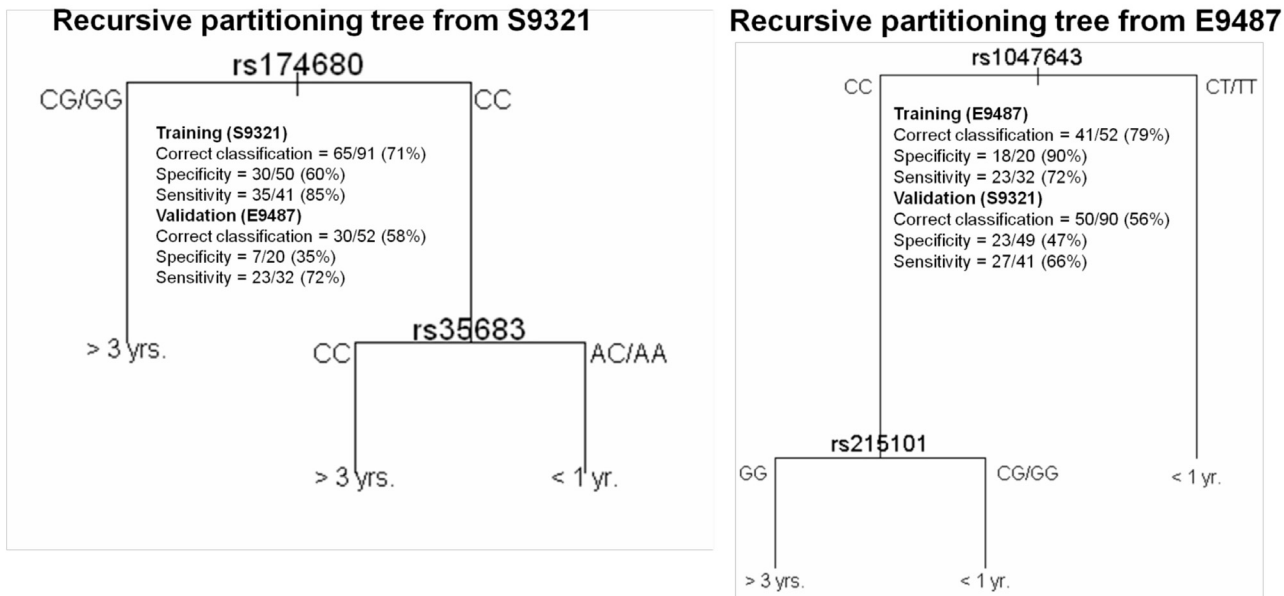 Recursive partitioning tree from S9321
rs174680
CG/GG
CC
Training (S9321)
Correct classification = 65/91 (71%)
Specificity = 30/50 (60%)
Sensitivity = 35/41 (85%)
Validation (E9487)
Correct classification = 30/52 (58%)
Specificity = 7/20 (35%)
Sensitivity = 23/32 (72%)
> 3 yrs.
rs35683
CC
AC/AA
> 3 yrs.
< 1 yr.
Recursive partitioning tree from E9487
rs1047643
CC
CT/TT
Training (E9487)
Correct classification = 41/52 (79%)
Specificity = 18/20 (90%)
Sensitivity = 23/32 (72%)
Validation (S9321)
Correct classification = 50/90 (56%)
Specificity = 23/49 (47%)
Sensitivity = 27/41 (66%)
rs215101
GG
CG/GG
< 1 yr.
> 3 yrs.
< 1 yr.